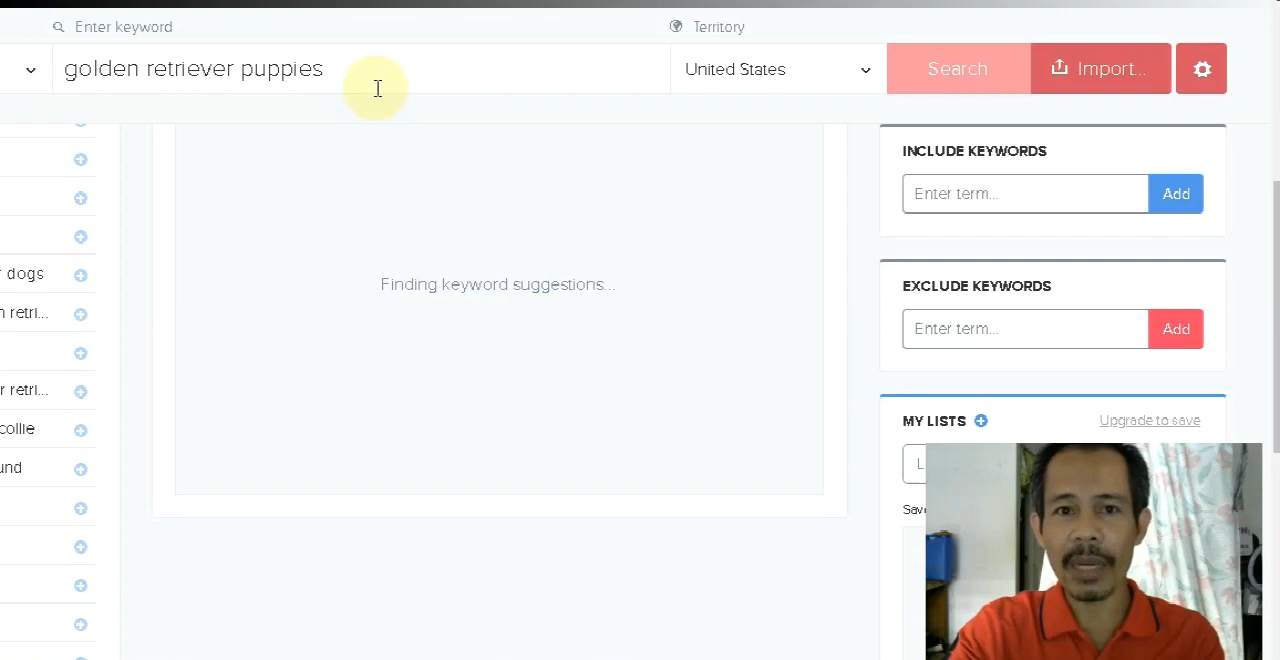 Enter keyword
Territory
golden retriever puppies
United States
Search
Import...
INCLUDE KEYWORDS
Enter term...
Add
EXCLUDE KEYWORDS
Enter term...
Add
Finding keyword suggestions...
dogs
retri...
retri...
collie
MY LISTS
Upgrade to save